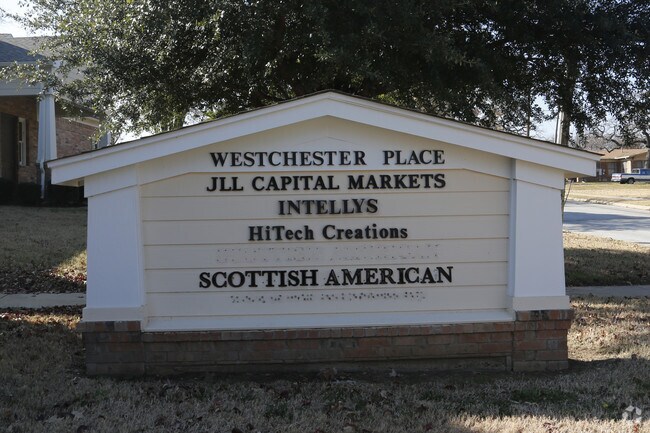 WESTCHESTER PLACE
JLL CAPITAL MARKETS
INTELLYS
HiTech Creations
SCOTTISH AMERICAN